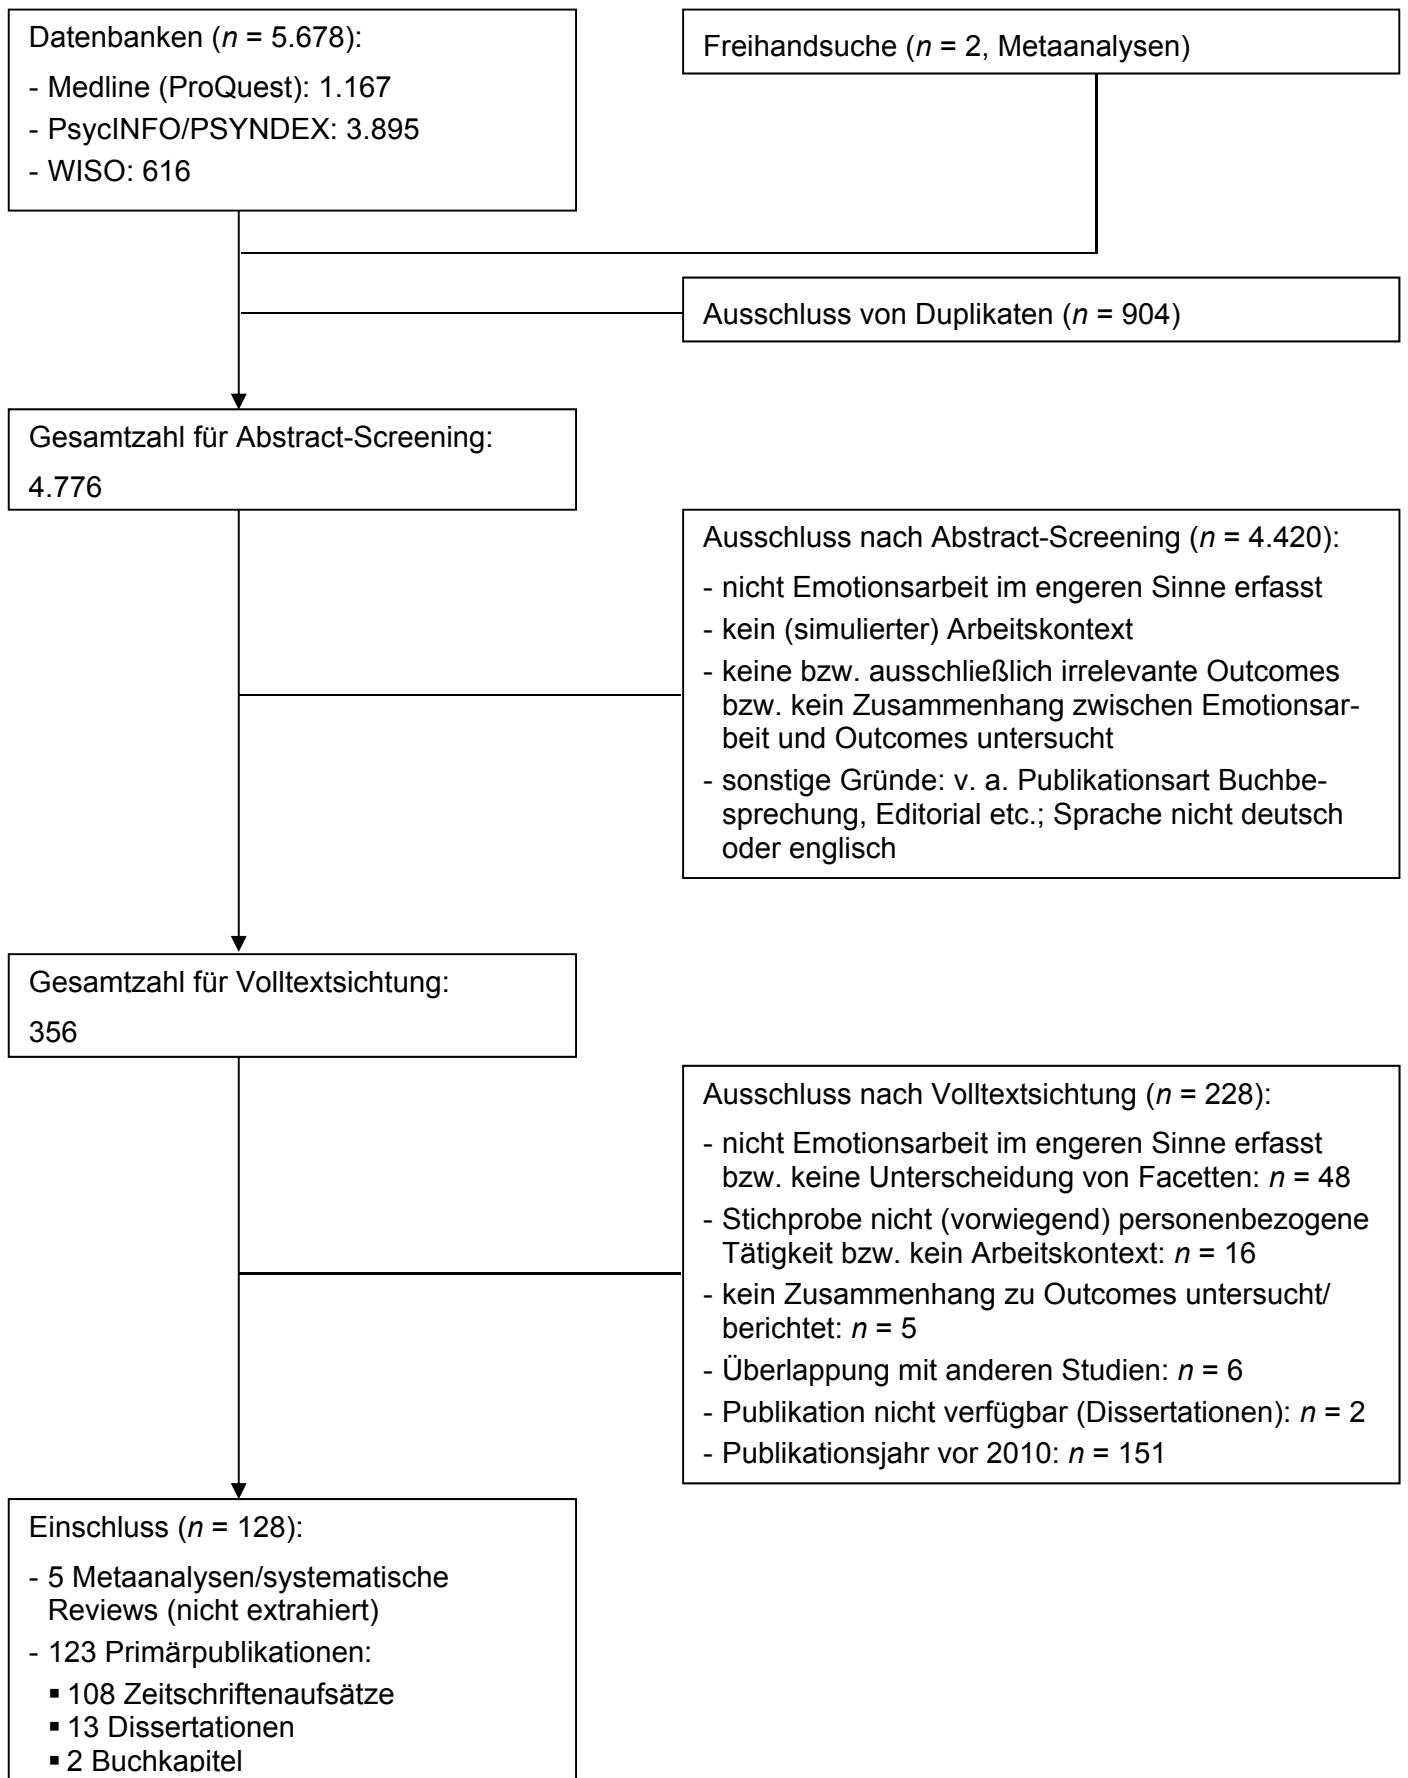 Datenbanken (n = 5.678):
- Medline (ProQuest): 1.167
- PsycINFO/PSYNDEX: 3.895
- WISO: 616
Freihandsuche (n = 2, Metaanalysen)
Ausschluss von Duplikaten (n = 904)
Gesamtzahl für Abstract-Screening:
4.776
Ausschluss nach Abstract-Screening (n = 4.420):
- nicht Emotionsarbeit im engeren Sinne erfasst
- kein (simulierter) Arbeitskontext
- keine bzw. ausschließlich irrelevante Outcomes
bzw. kein Zusammenhang zwischen Emotionsar-
beit und Outcomes untersucht
- sonstige Gründe: v. a. Publikationsart Buchbe-
sprechung, Editorial etc.; Sprache nicht deutsch
oder englisch
Gesamtzahl für Volltextsichtung:
356
Ausschluss nach Volltextsichtung (n = 228):
- nicht Emotionsarbeit im engeren Sinne erfasst
bzw. keine Unterscheidung von Facetten: n = 48
- Stichprobe nicht (vorwiegend) personenbezogene
Tätigkeit bzw. kein Arbeitskontext: n = 16
- kein Zusammenhang zu Outcomes untersucht/
berichtet: n = 5
- Überlappung mit anderen Studien: n = 6
- Publikation nicht verfügbar (Dissertationen): n = 2
- Publikationsjahr vor 2010: n = 151
Einschluss (n = 128):
- 5 Metaanalysen/systematische
Reviews (nicht extrahiert)
- 123 Primärpublikationen:
▪ 108 Zeitschriftenaufsätze
▪ 13 Dissertationen
▪ 2 Buchkapitel